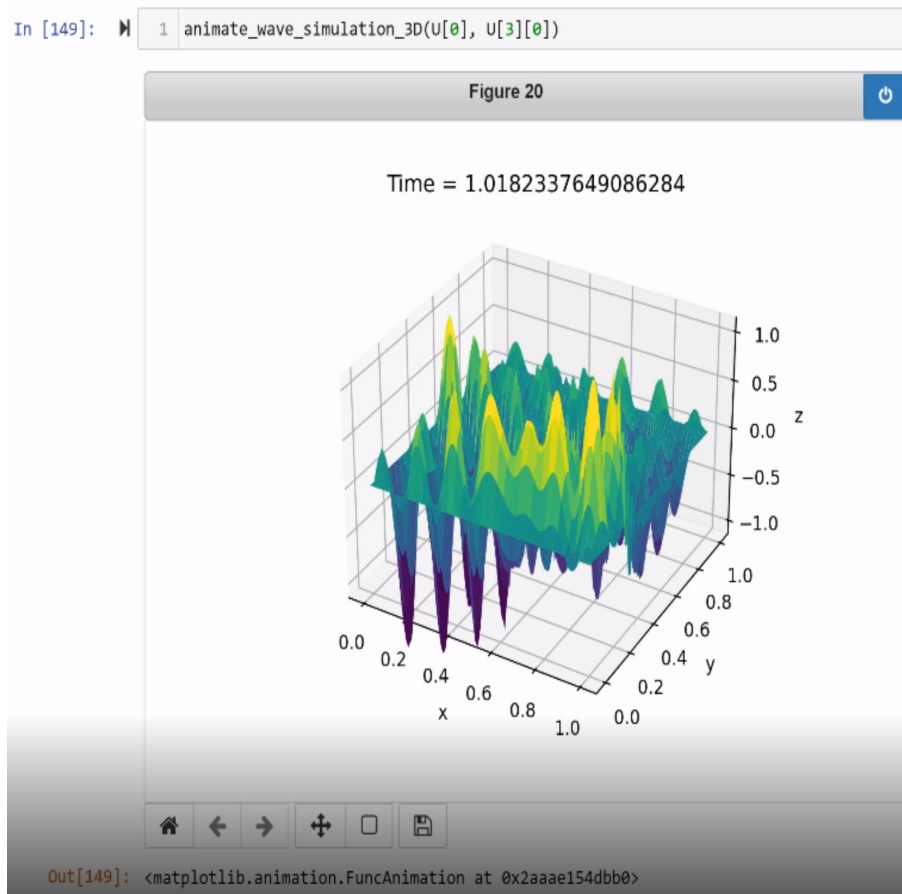 In [149]: 1 animate_wave_simulation_3D(U[0], U[3][0])
Figure 20
Time = 1.0182337649086284
1.0
0.5
0.0
−0.5
−1.0
z
0.0
0.2
0.4
0.6
0.8
1.0
x
0.0
0.2
0.4
0.6
0.8
1.0
y
Out[149]: <matplotlib.animation.FuncAnimation at 0x2aaae154dbb0>